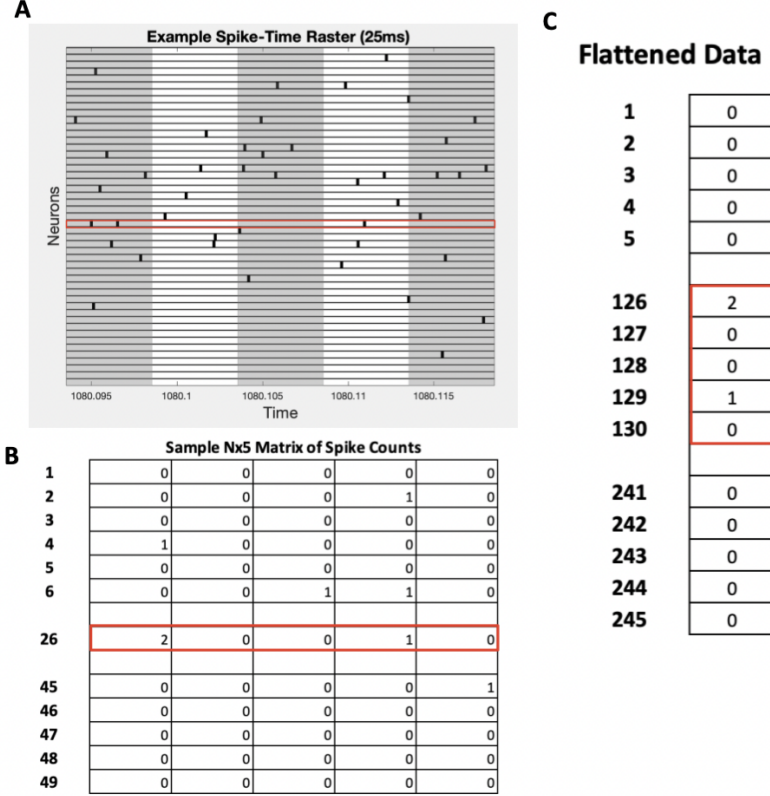 A
Example Spike-Time Raster (25ms)
Neurons
1080.095 1080.1 1080.105 1080.11 1080.115
Time
B
Sample Nx5 Matrix of Spike Counts
1 0 0 0 0 0
2 0 0 0 1 0
3 0 0 0 0 0
4 1 0 0 0 0
5 0 0 0 0 0
6 0 0 1 1 0
26 2 0 0 1 0
45 0 0 0 0 1
46 0 0 0 0 0
47 0 0 0 0 0
48 0 0 0 0 0
49 0 0 0 0 0
C
Flattened Data
1 0
2 0
3 0
4 0
5 0
126 2
127 0
128 0
129 1
130 0
241 0
242 0
243 0
244 0
245 0